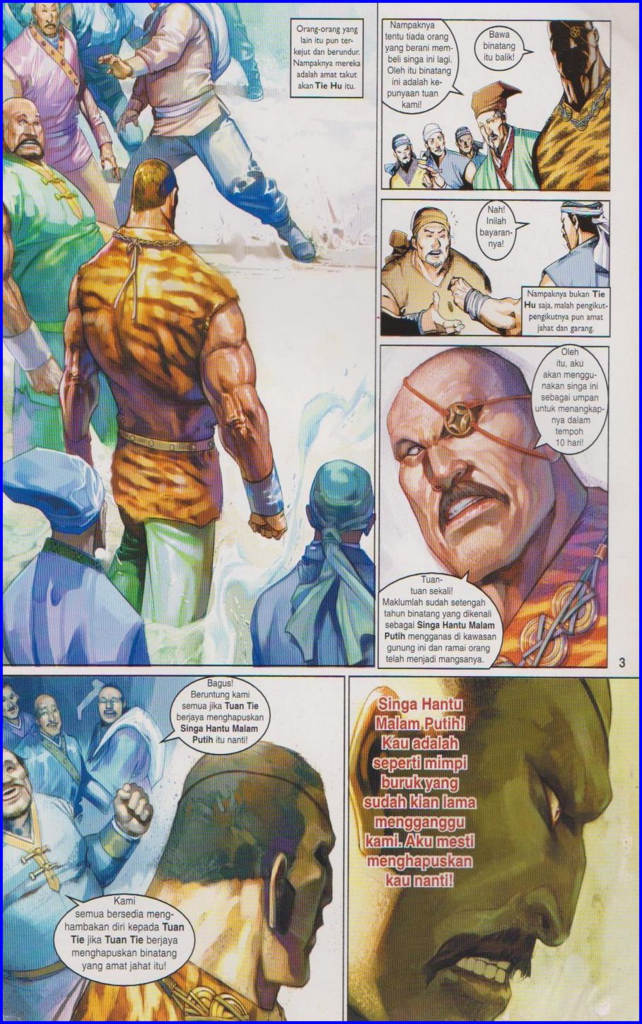 Orang-orang yang
lain itu pun ter-
kejut dan berundur.
Nampaknya mereka
adalah amat takut
akan Tie Hu itu.
Nampaknya
tentu tiada orang
yang berani mem-
beli singa ini lagi.
Oleh itu binatang
ini adalah ke-
punyaan tuan
kami!
Bawa
binatang
itu balik!
Nah!
Inilah
bayaran-
nya!
Nampaknya bukan Tie
Hu saja, malah pengikut-
pengikutnya pun amat
jahat dan garang.
Oleh
itu, aku
akan menggu-
nakan singa ini
sebagai umpan
untuk menangkap-
nya dalam
tempoh
10 hari!
Tuan-
tuan sekali!
Maklumlah sudah setengah
tahun binatang yang dikenali
sebagai Singa Hantu Malam
Putih mengganas di kawasan
gunung ini dan ramai orang
telah menjadi mangsanya.
3
Bagus!
Beruntung kami
semua jika Tuan Tie
berjaya menghapuskan
Singa Hantu Malam
Putih itu nanti!
Kami
semua bersedia meng-
hambakan diri kepada Tuan
Tie jika Tuan Tie berjaya
menghapuskan binatang
yang amat jahat itu!
Singa Hantu
Malam Putih!
Kau adalah
seperti mimpi
buruk yang
sudah kian lama
mengganggu
kami. Aku mesti
menghapuskan
kau nanti!